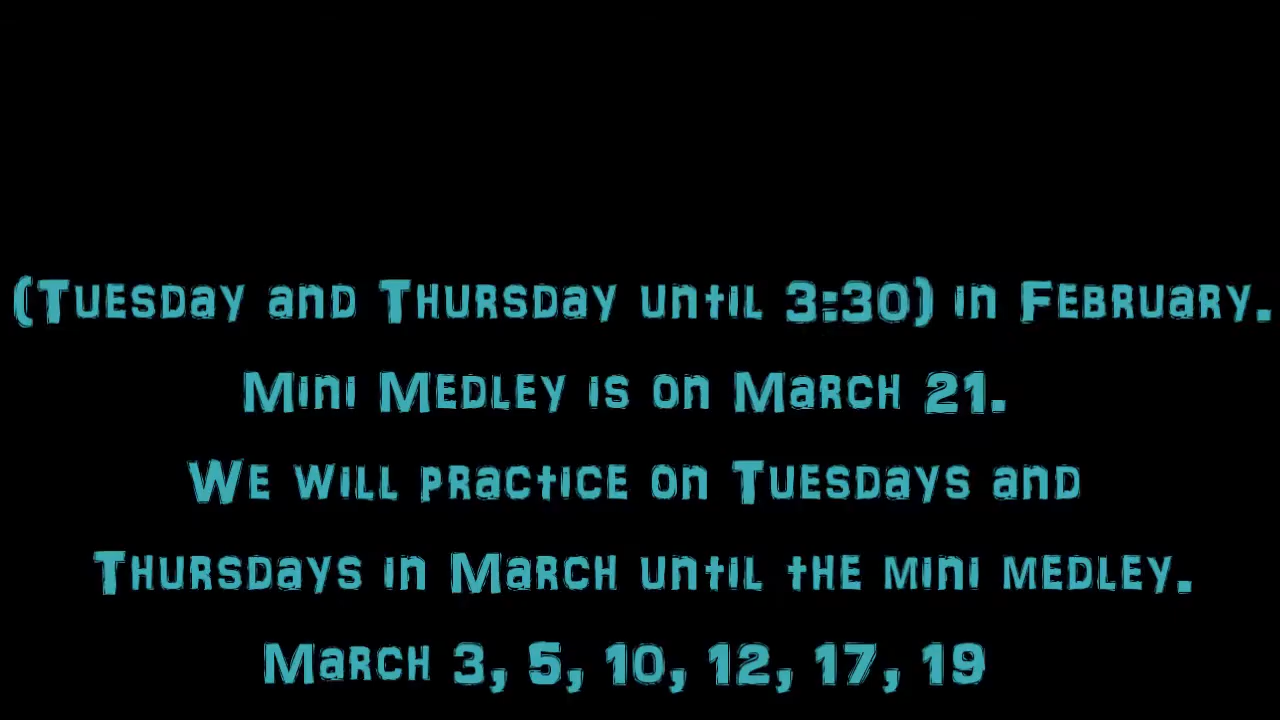 (Tuesday and Thursday until 3:30) in February.
Mini Medley is on March 21.
We will practice on Tuesdays and
Thursdays in March until the mini medley.
March 3, 5, 10, 12, 17, 19